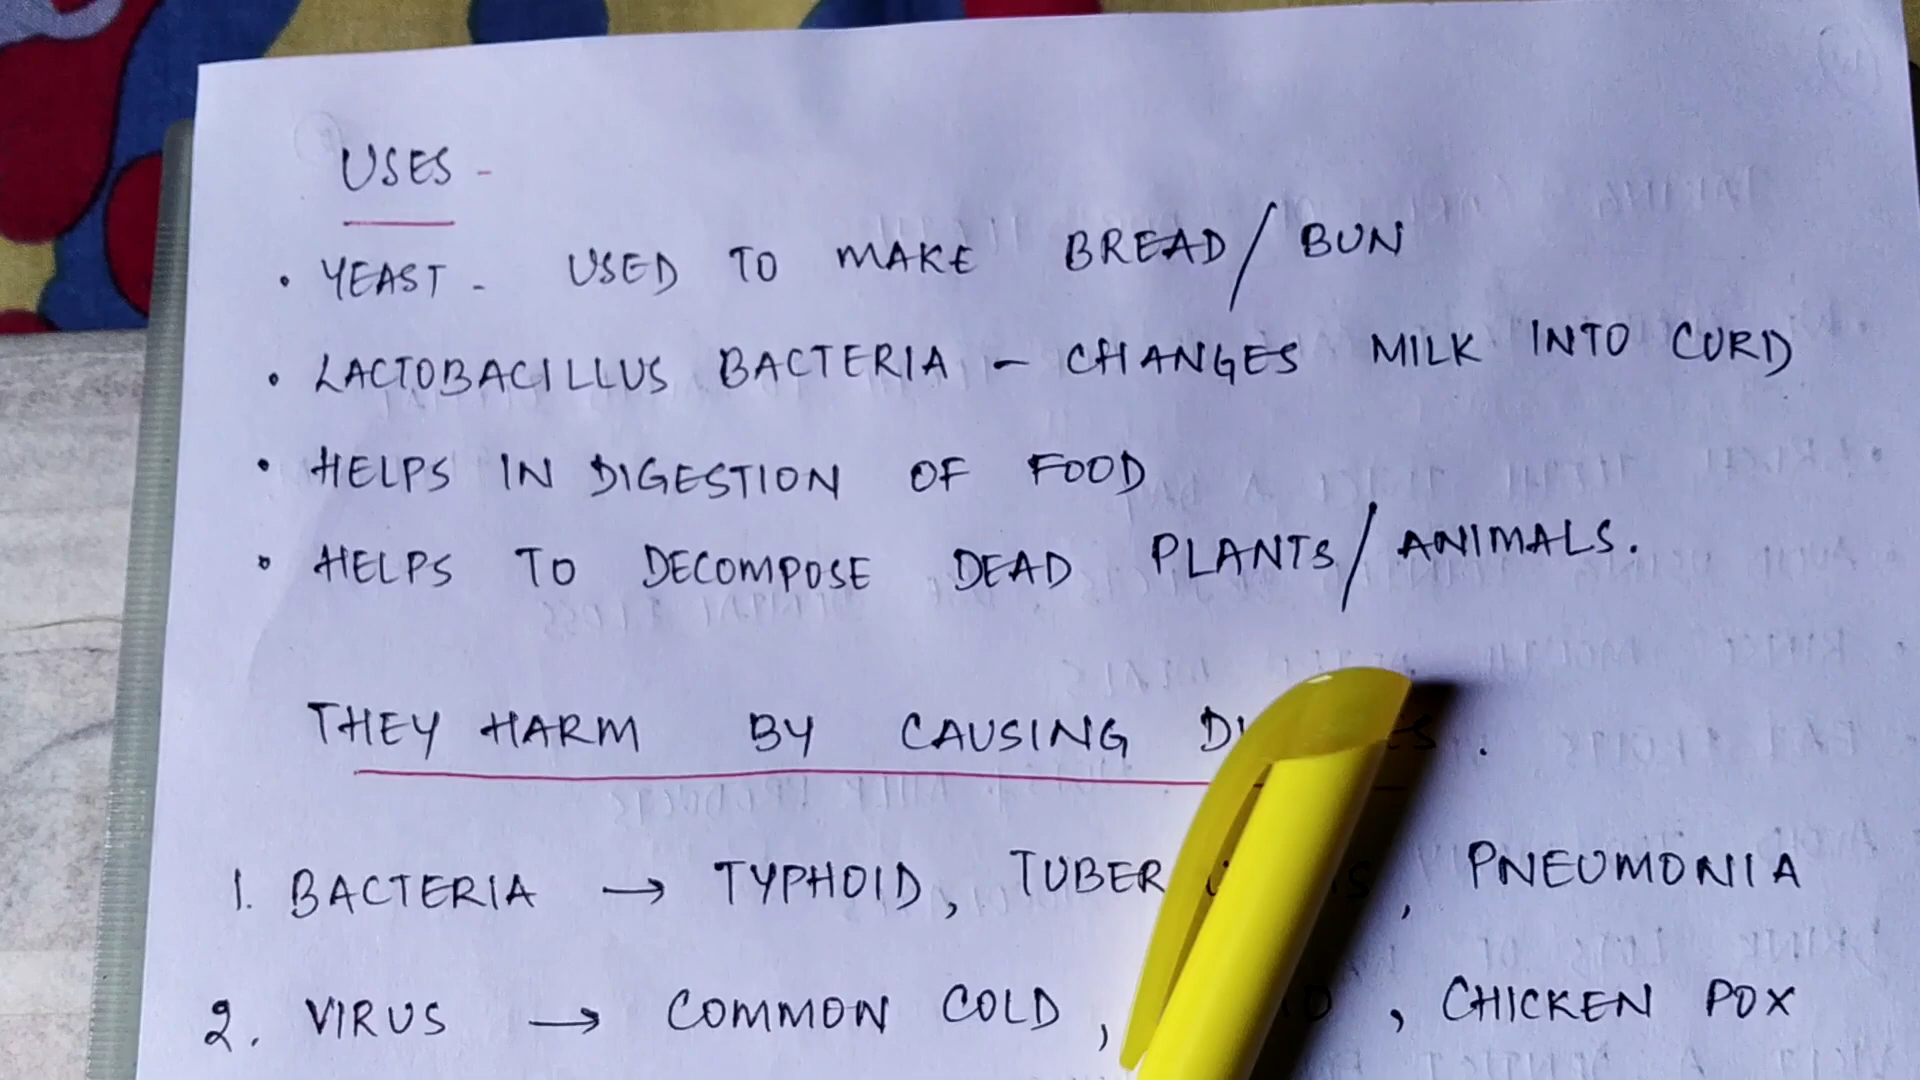 USES -
• YEAST - USED TO MAKE BREAD/BUN
• LACTOBACILLUS BACTERIA - CHANGES MILK INTO CURD
• HELPS IN DIGESTION OF FOOD
• HELPS TO DECOMPOSE DEAD PLANTS/ANIMALS.
THEY HARM BY CAUSING
1. BACTERIA → TYPHOID, , PNEUMONIA
2. VIRUS → COMMON COLD, , CHICKEN POX